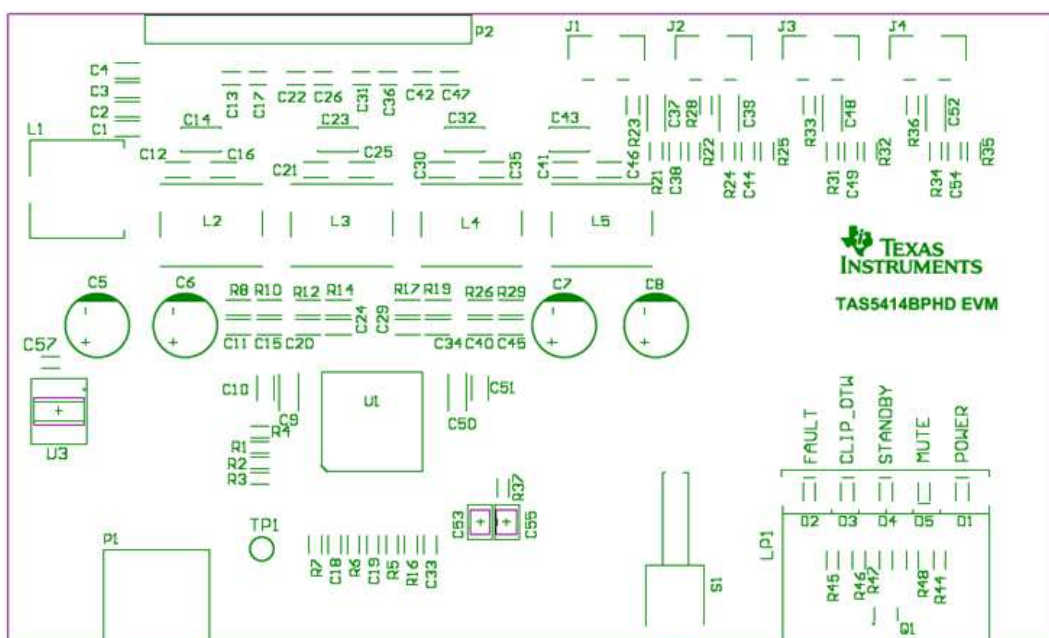 P2
J1 J2 J3 J4
C4
C3
C2
C1
C13 C17 C22 C26 C31 C36 C42 C47
R23 C37 R28 C39 R33 C48 R36 C52
L1
C14 C23 C32 C43
C12 C16 C21 C25 C30 C35 C41 C46
R21 C38 R22 R24 C44 R25 R31 C49 R32 R34 C54 R35
L2 L3 L4 L5
TEXAS
INSTRUMENTS
TAS5414BPHD EVM
C5 C6 R8 R10 R12 R14 R17 R19 R26 R29 C7 C8
C24 C29
C11 C15 C20 C34 C40 C45
C57
C10 C9 U1 C50 C51
U3
R4
R1
R2
R3
FAULT CLIP_OTW STANDBY MUTE POWER
R37
C53 C55
TP1
P1
D2 D3 D4 D5 D1
LP1
R7 C18 R6 C19 R5 R16 C33
S1
R45 R46 R47 R48 R44
Q1